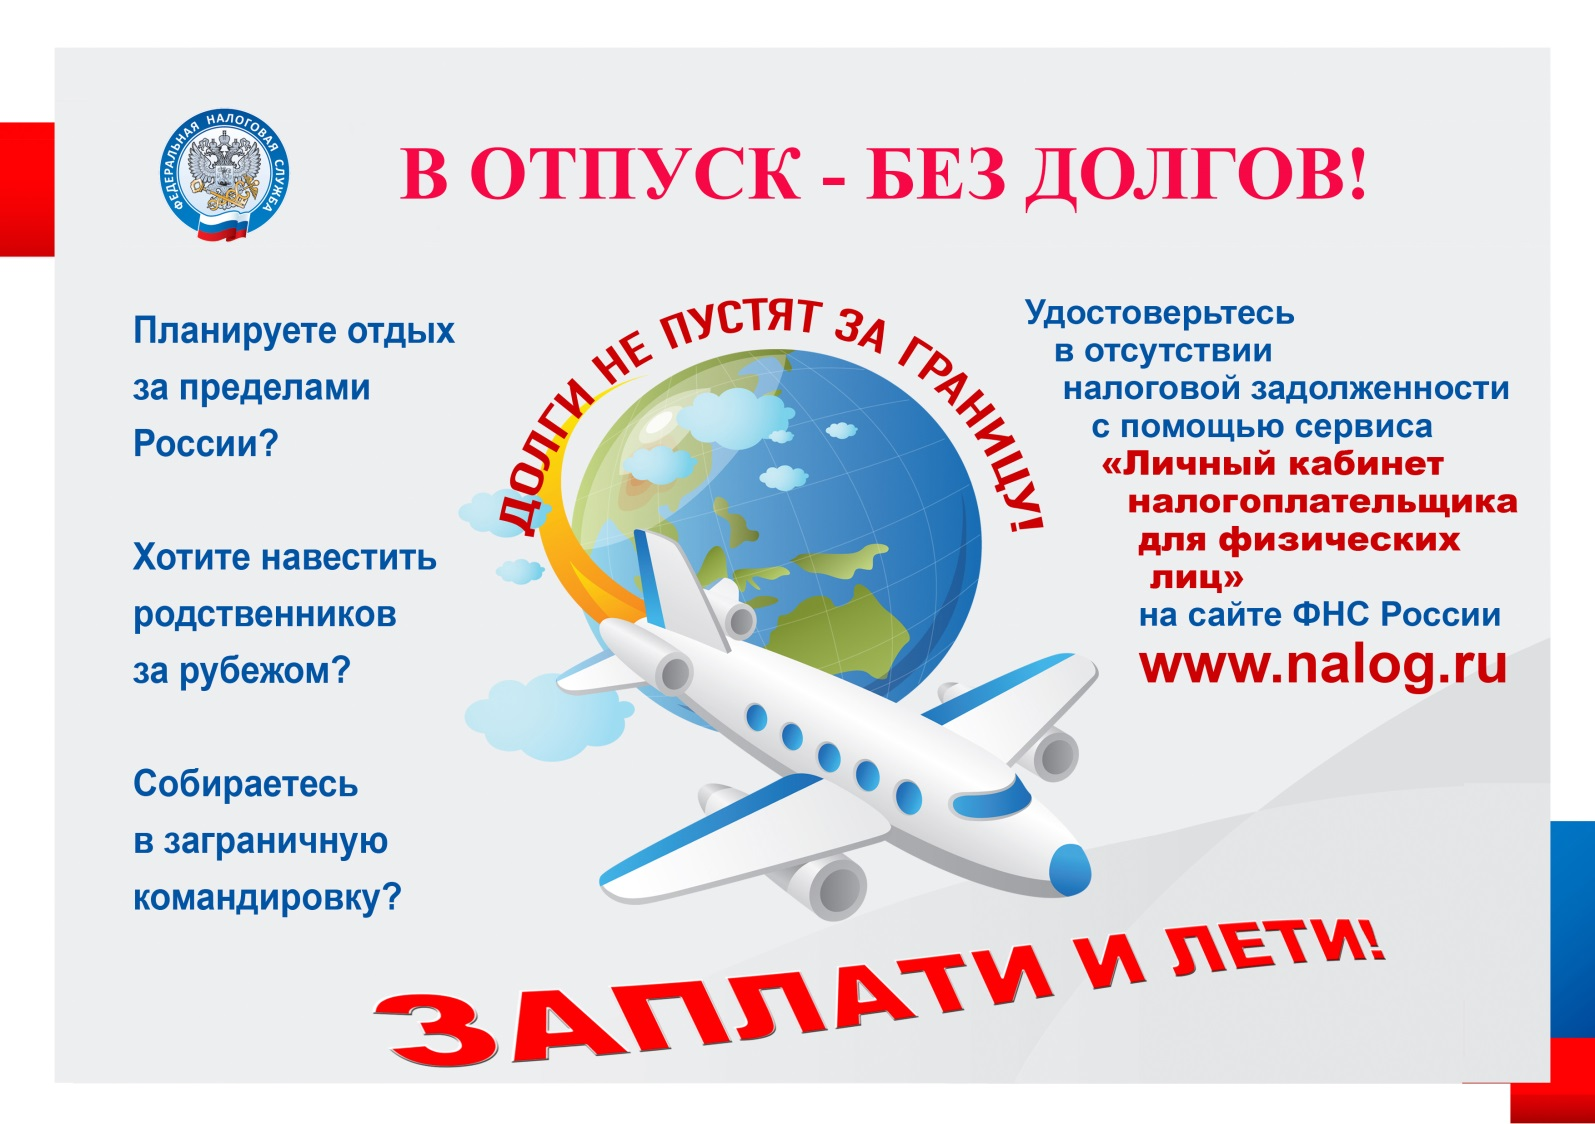 ФЕДЕРАЛЬНАЯ НАЛОГОВАЯ СЛУЖБА
В ОТПУСК - БЕЗ ДОЛГОВ!
Планируете отдых
за пределами
России?
Хотите навестить
родственников
за рубежом?
Собираетесь
в заграничную
командировку?
ДОЛГИ НЕ ПУСТЯТ ЗА ГРАНИЦУ!
Удостоверьтесь
в отсутствии
налоговой задолженности
с помощью сервиса
«Личный кабинет
налогоплательщика
для физических
лиц»
на сайте ФНС России
www.nalog.ru
ЗАПЛАТИ И ЛЕТИ!